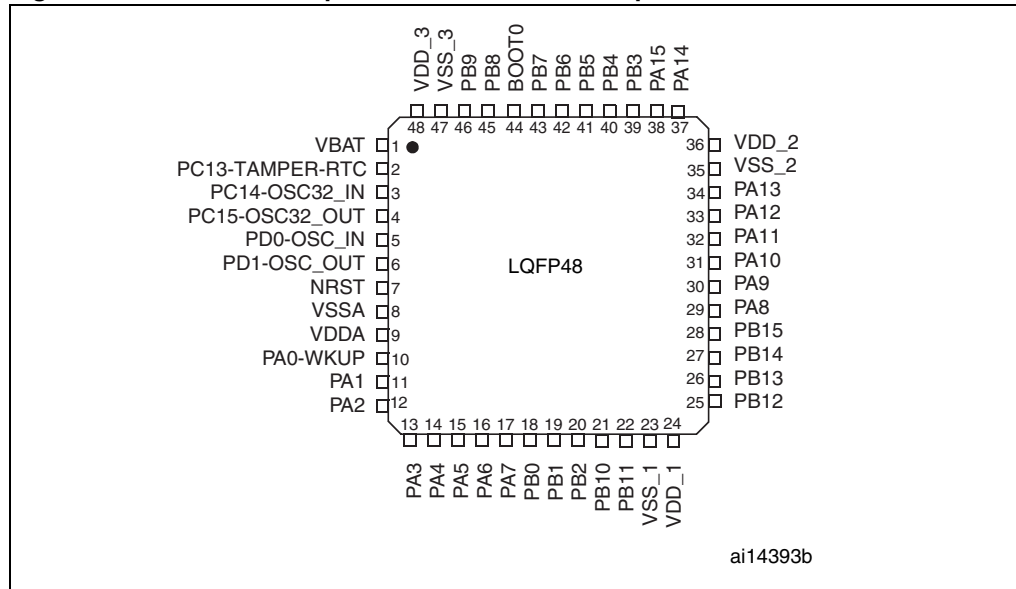 VDD_3
VSS_3
PB9
PB8
BOOT0
PB7
PB6
PB5
PB4
PB3
PA15
PA14
48 47 46 45 44 43 42 41 40 39 38 37
VBAT 1
PC13-TAMPER-RTC 2
PC14-OSC32_IN 3
PC15-OSC32_OUT 4
PD0-OSC_IN 5
PD1-OSC_OUT 6
NRST 7
VSSA 8
VDDA 9
PA0-WKUP 10
PA1 11
PA2 12
LQFP48
36 VDD_2
35 VSS_2
34 PA13
33 PA12
32 PA11
31 PA10
30 PA9
29 PA8
28 PB15
27 PB14
26 PB13
25 PB12
13 14 15 16 17 18 19 20 21 22 23 24
PA3
PA4
PA5
PA6
PA7
PB0
PB1
PB2
PB10
PB11
VSS_1
VDD_1
ai14393b